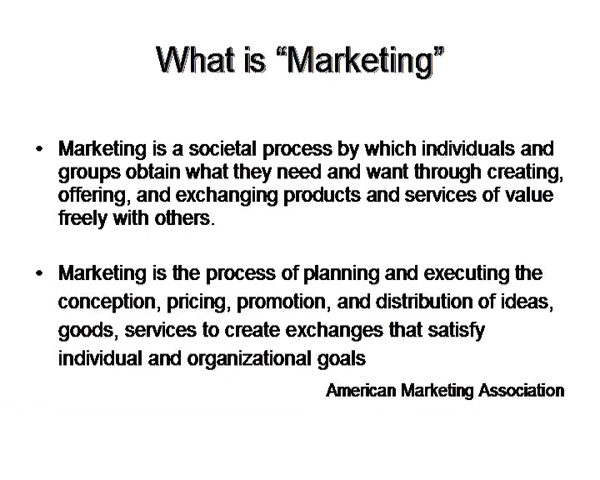 What is “Marketing”
• Marketing is a societal process by which individuals and
groups obtain what they need and want through creating,
offering, and exchanging products and services of value
freely with others.
• Marketing is the process of planning and executing the
conception, pricing, promotion, and distribution of ideas,
goods, services to create exchanges that satisfy
individual and organizational goals
American Marketing Association